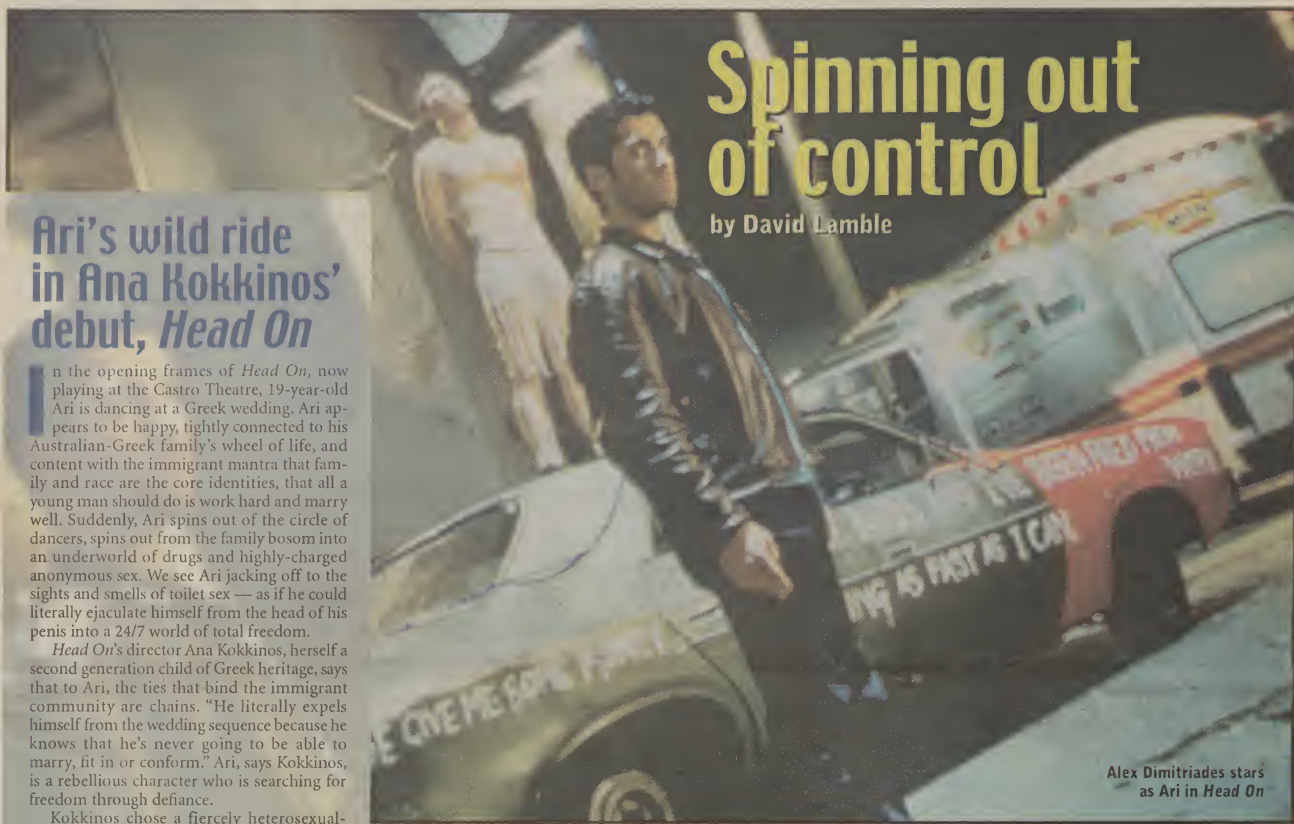 Spinning out
of control
by David Lamble
Ari's wild ride
in Ana Kokkinos'
debut, Head On
In the opening frames of Head On, now
playing at the Castro Theatre, 19-year-old
Ari is dancing at a Greek wedding. Ari ap-
pears to be happy, tightly connected to his
Australian-Greek family's wheel of life, and
content with the immigrant mantra that fam-
ily and race are the core identities, that all a
young man should do is work hard and marry
well. Suddenly, Ari spins out of the circle of
dancers, spins out from the family bosom into
an underworld of drugs and highly-charged
anonymous sex. We see Ari jacking off to the
sights and smells of toilet sex — as if he could
literally ejaculate himself from the head of his
penis into a 24/7 world of total freedom.
Head On's director Ana Kokkinos, herself a
second generation child of Greek heritage, says
that to Ari, the ties that bind the immigrant
community are chains. "He literally expels
himself from the wedding sequence because he
knows that he's never going to be able to
marry, fit in or conform." Ari, says Kokkinos,
is a rebellious character who is searching for
freedom through defiance.
Kokkinos chose a fiercely heterosexual-
FRIED
ING AS FAST AS I CAN
GIVE ME SOME
Alex Dimitriades stars
as Ari in Head On